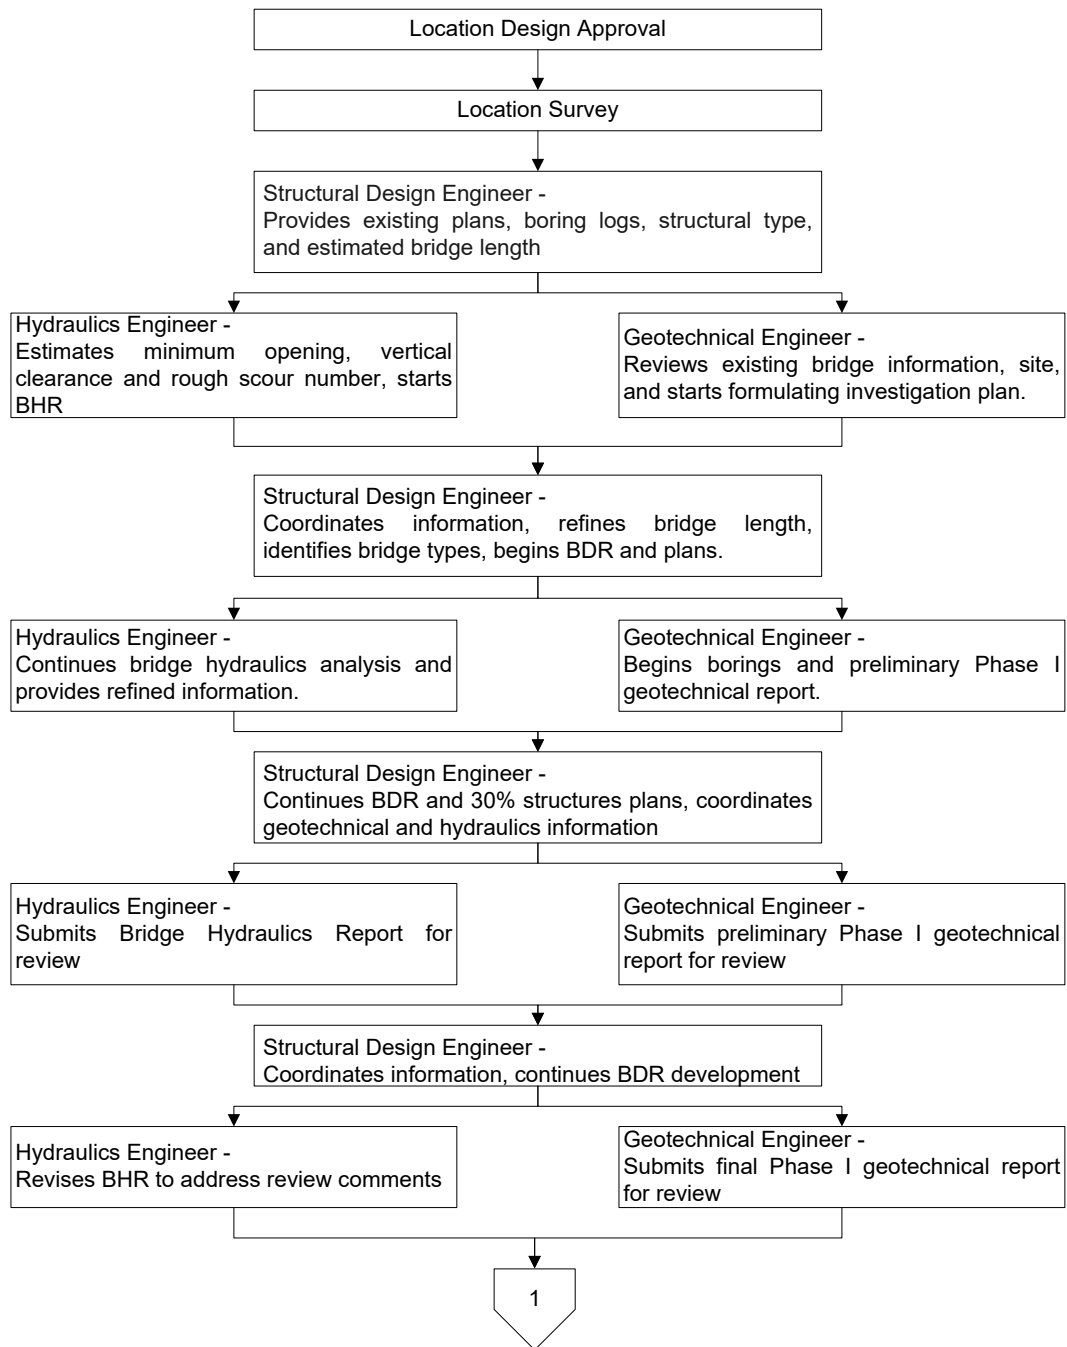 Location Design Approval
Location Survey
Structural Design Engineer -
Provides existing plans, boring logs, structural type,
and estimated bridge length
Hydraulics Engineer -
Estimates minimum opening, vertical
clearance and rough scour number, starts
BHR
Geotechnical Engineer -
Reviews existing bridge information, site,
and starts formulating investigation plan.
Structural Design Engineer -
Coordinates information, refines bridge length,
identifies bridge types, begins BDR and plans.
Hydraulics Engineer -
Continues bridge hydraulics analysis and
provides refined information.
Geotechnical Engineer -
Begins borings and preliminary Phase I
geotechnical report.
Structural Design Engineer -
Continues BDR and 30% structures plans, coordinates
geotechnical and hydraulics information
Hydraulics Engineer -
Submits Bridge Hydraulics Report for
review
Geotechnical Engineer -
Submits preliminary Phase I geotechnical
report for review
Structural Design Engineer -
Coordinates information, continues BDR development
Hydraulics Engineer -
Revises BHR to address review comments
Geotechnical Engineer -
Submits final Phase I geotechnical report
for review
1